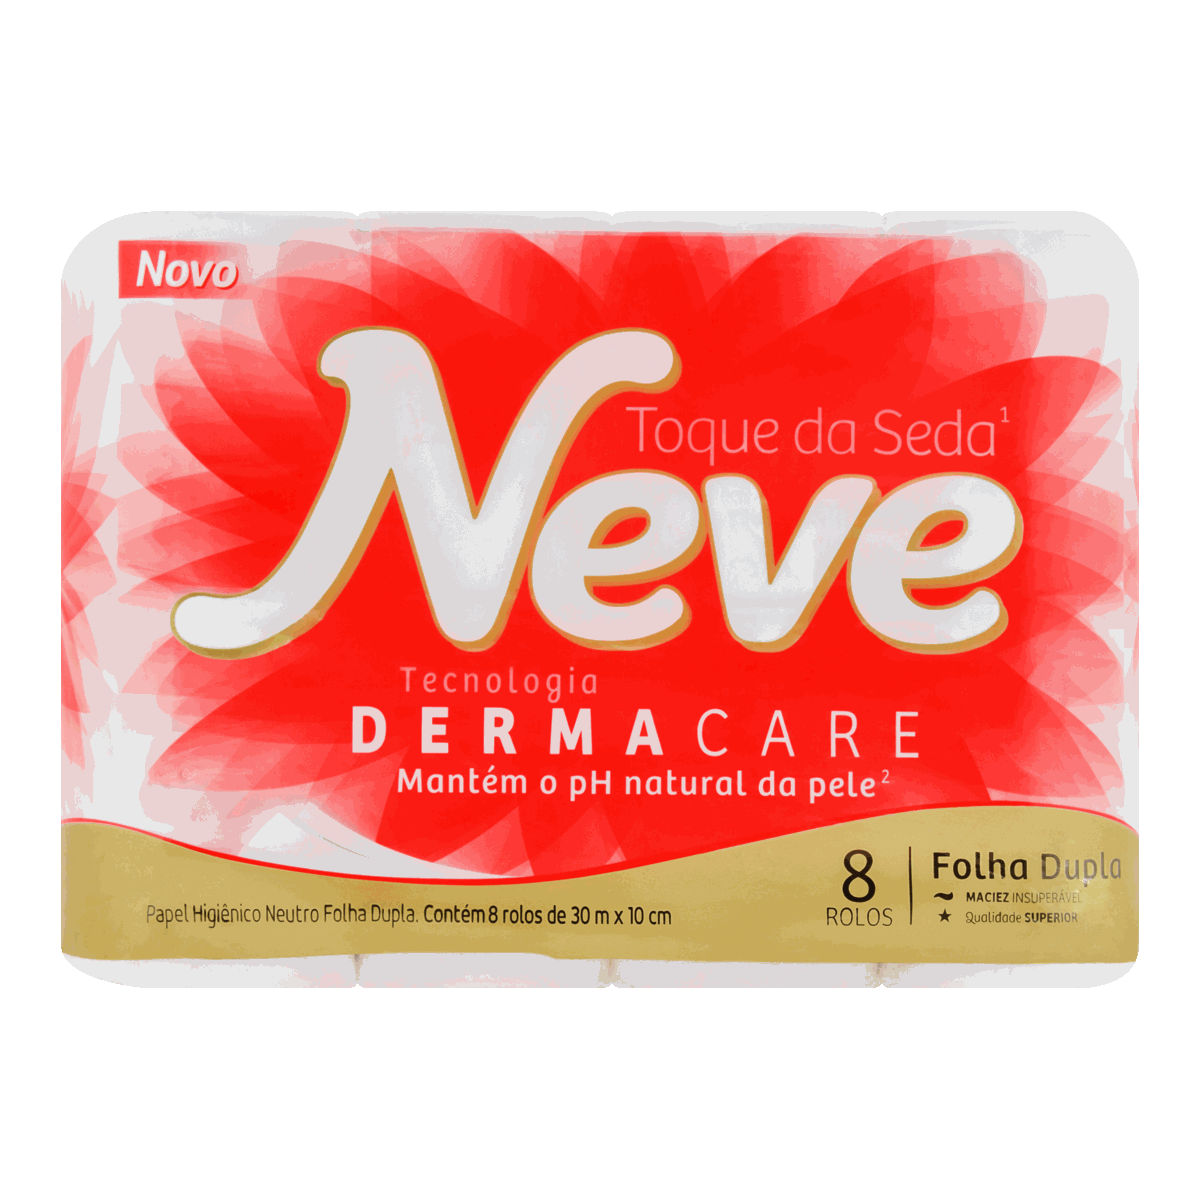 Novo
Toque da Seda¹
Neve
Tecnologia
DERMACARE
Mantém o pH natural da pele²
8
ROLOS
Folha Dupla
MACIEZ INSUPERÁVEL
Qualidade SUPERIOR
Papel Higiênico Neutro Folha Dupla. Contém 8 rolos de 30 m x 10 cm